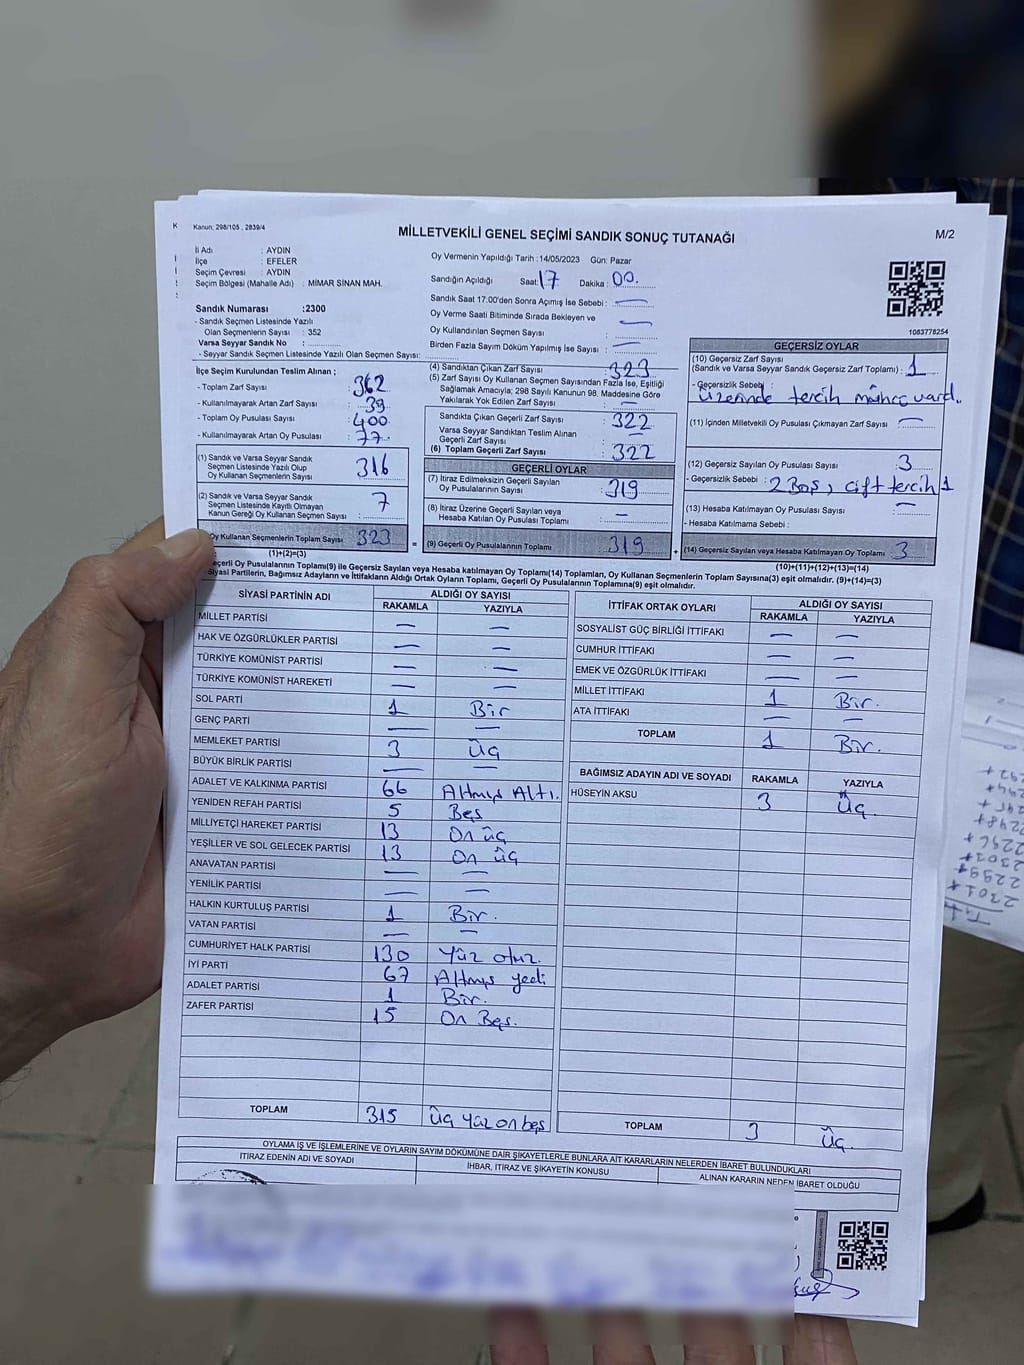 Kanun; 298/105 , 2839/4
MİLLETVEKİLİ GENEL SEÇİMİ SANDIK SONUÇ TUTANAĞI
M/2
İl Adı : AYDIN
İlçe : EFELER
Seçim Çevresi : AYDIN
Seçim Bölgesi (Mahalle Adı) : MİMAR SİNAN MAH.
Oy Vermenin Yapıldığı Tarih :14/05/2023 Gün: Pazar
Sandığın Açıldığı Saat: 17 Dakika : 00.
Sandık Saat 17:00'den Sonra Açılmış İse Sebebi : —
Oy Verme Saati Bitiminde Sırada Bekleyen ve
Oy Kullandırılan Seçmen Sayısı : —
Birden Fazla Sayım Döküm Yapılmış İse Sayısı : —
1083778254
Sandık Numarası :2300
- Sandık Seçmen Listesinde Yazılı
Olan Seçmenlerin Sayısı : 352
Varsa Seyyar Sandık No :
- Seyyar Sandık Seçmen Listesinde Yazılı Olan Seçmen Sayısı:
İlçe Seçim Kurulundan Teslim Alınan ;
- Toplam Zarf Sayısı : 362
- Kullanılmayarak Artan Zarf Sayısı : 39
- Toplam Oy Pusulası Sayısı : 400
- Kullanılmayarak Artan Oy Pusulası : 77
(1) Sandık ve Varsa Seyyar Sandık
Seçmen Listesinde Yazılı Olup
Oy Kullanan Seçmenlerin Sayısı : 316
(2) Sandık ve Varsa Seyyar Sandık
Seçmen Listesinde Kayıtlı Olmayan
Kanun Gereği Oy Kullanan Seçmen Sayısı : 7
Oy Kullanan Seçmenlerin Toplam Sayısı 323
(1)+(2)=(3)
(4) Sandıktan Çıkan Zarf Sayısı : 323
(5) Zarf Sayısı Oy Kullanan Seçmen Sayısından Fazla İse, Eşitliği
Sağlamak Amacıyla; 298 Sayılı Kanunun 98. Maddesine Göre
Yakılarak Yok Edilen Zarf Sayısı : —
Sandıkta Çıkan Geçerli Zarf Sayısı : 322
Varsa Seyyar Sandıktan Teslim Alınan
Geçerli Zarf Sayısı : —
(6) Toplam Geçerli Zarf Sayısı : 322
GEÇERLİ OYLAR
(7) İtiraz Edilmeksizin Geçerli Sayılan
Oy Pusulalarının Sayısı : 319
(8) İtiraz Üzerine Geçerli Sayılan veya
Hesaba Katılan Oy Pusulası Toplamı : —
= (9) Geçerli Oy Pusulalarının Toplamı 319
GEÇERSİZ OYLAR
(10) Geçersiz Zarf Sayısı
(Sandık ve Varsa Seyyar Sandık Geçersiz Zarf Toplamı) : 1
- Geçersizlik Sebebi :
üzerinde tercih mührü vardı.
(11) İçinden Milletvekili Oy Pusulası Çıkmayan Zarf Sayısı : —
(12) Geçersiz Sayılan Oy Pusulası Sayısı : 3
- Geçersizlik Sebebi : 2 Boş, çift tercih 1
(13) Hesaba Katılmayan Oy Pusulası Sayısı : —
- Hesaba Katılmama Sebebi :
+ (14) Geçersiz Sayılan veya Hesaba Katılmayan Oy Toplamı 3
(10)+(11)+(12)+(13)=(14)
Geçerli Oy Pusulaları Toplamı(9) ile Geçersiz Sayılan veya Hesaba Katılmayan Oy Toplamı(14) Toplamları, Oy Kullanan Seçmenlerin Toplam Sayısına(3) eşit olmalıdır. (9)+(14)=(3)
Siyasi Partilerin, Bağımsız Adayların ve İttifakların Aldığı Ortak Oyların Toplamı, Geçerli Oy Pusulalarının Toplamına(9) eşit olmalıdır.
SİYASİ PARTİNİN ADI ALDIĞI OY SAYISI
RAKAMLA YAZIYLA
MİLLET PARTİSİ — —
HAK VE ÖZGÜRLÜKLER PARTİSİ — —
TÜRKİYE KOMÜNİST PARTİSİ — —
TÜRKİYE KOMÜNİST HAREKETİ — —
SOL PARTİ 1 Bir
GENÇ PARTİ — —
MEMLEKET PARTİSİ 3 Üç
BÜYÜK BİRLİK PARTİSİ — —
ADALET VE KALKINMA PARTİSİ 66 Altmış Altı.
YENİDEN REFAH PARTİSİ 5 Beş
MİLLİYETÇİ HAREKET PARTİSİ 13 On üç
YEŞİLLER VE SOL GELECEK PARTİSİ 13 On üç
ANAVATAN PARTİSİ — —
YENİLİK PARTİSİ — —
HALKIN KURTULUŞ PARTİSİ 1 Bir.
VATAN PARTİSİ — —
CUMHURİYET HALK PARTİSİ 130 Yüz otuz.
İYİ PARTİ 67 Altmış yedi
ADALET PARTİSİ 1 Bir.
ZAFER PARTİSİ 15 On Beş.
TOPLAM 315 Üç yüz on beş
İTTİFAK ORTAK OYLARI ALDIĞI OY SAYISI
RAKAMLA YAZIYLA
SOSYALİST GÜÇ BİRLİĞİ İTTİFAKI — —
CUMHUR İTTİFAKI — —
EMEK VE ÖZGÜRLÜK İTTİFAKI — —
MİLLET İTTİFAKI 1 Bir.
ATA İTTİFAKI — —
TOPLAM 1 Bir.
BAĞIMSIZ ADAYIN ADI VE SOYADI RAKAMLA YAZIYLA
HÜSEYİN AKSU 3 Üç
TOPLAM 3 Üç.
OYLAMA İŞ VE İŞLEMLERİNE VE OYLARIN SAYIM DÖKÜMÜNE DAİR ŞİKAYETLERLE BUNLARA AİT KARARLARIN NELERDEN İBARET BULUNDUKLARI
İTİRAZ EDENİN ADI VE SOYADI İHBAR, İTİRAZ VE ŞİKAYETİN KONUSU ALINAN KARARIN NEDEN İBARET OLDUĞU